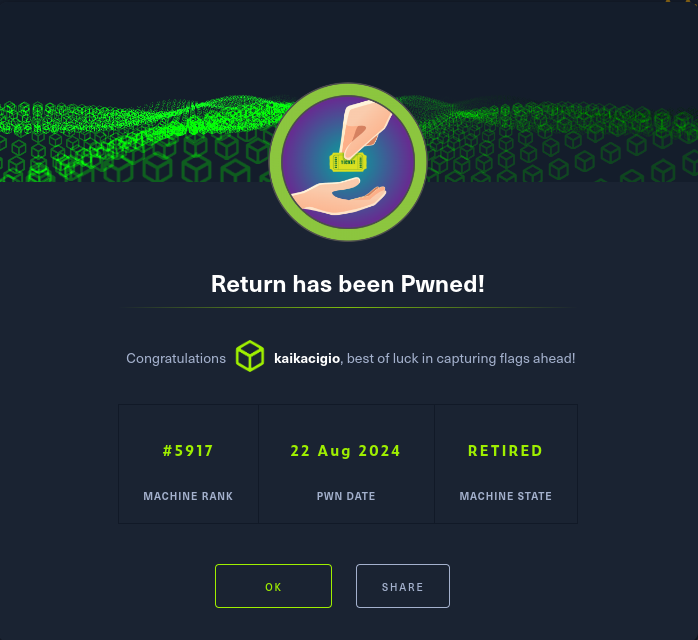 Return has been Pwned!
Congratulations kaikacigio, best of luck in capturing flags ahead!
#5917 22 Aug 2024 RETIRED
MACHINE RANK PWN DATE MACHINE STATE
OK SHARE